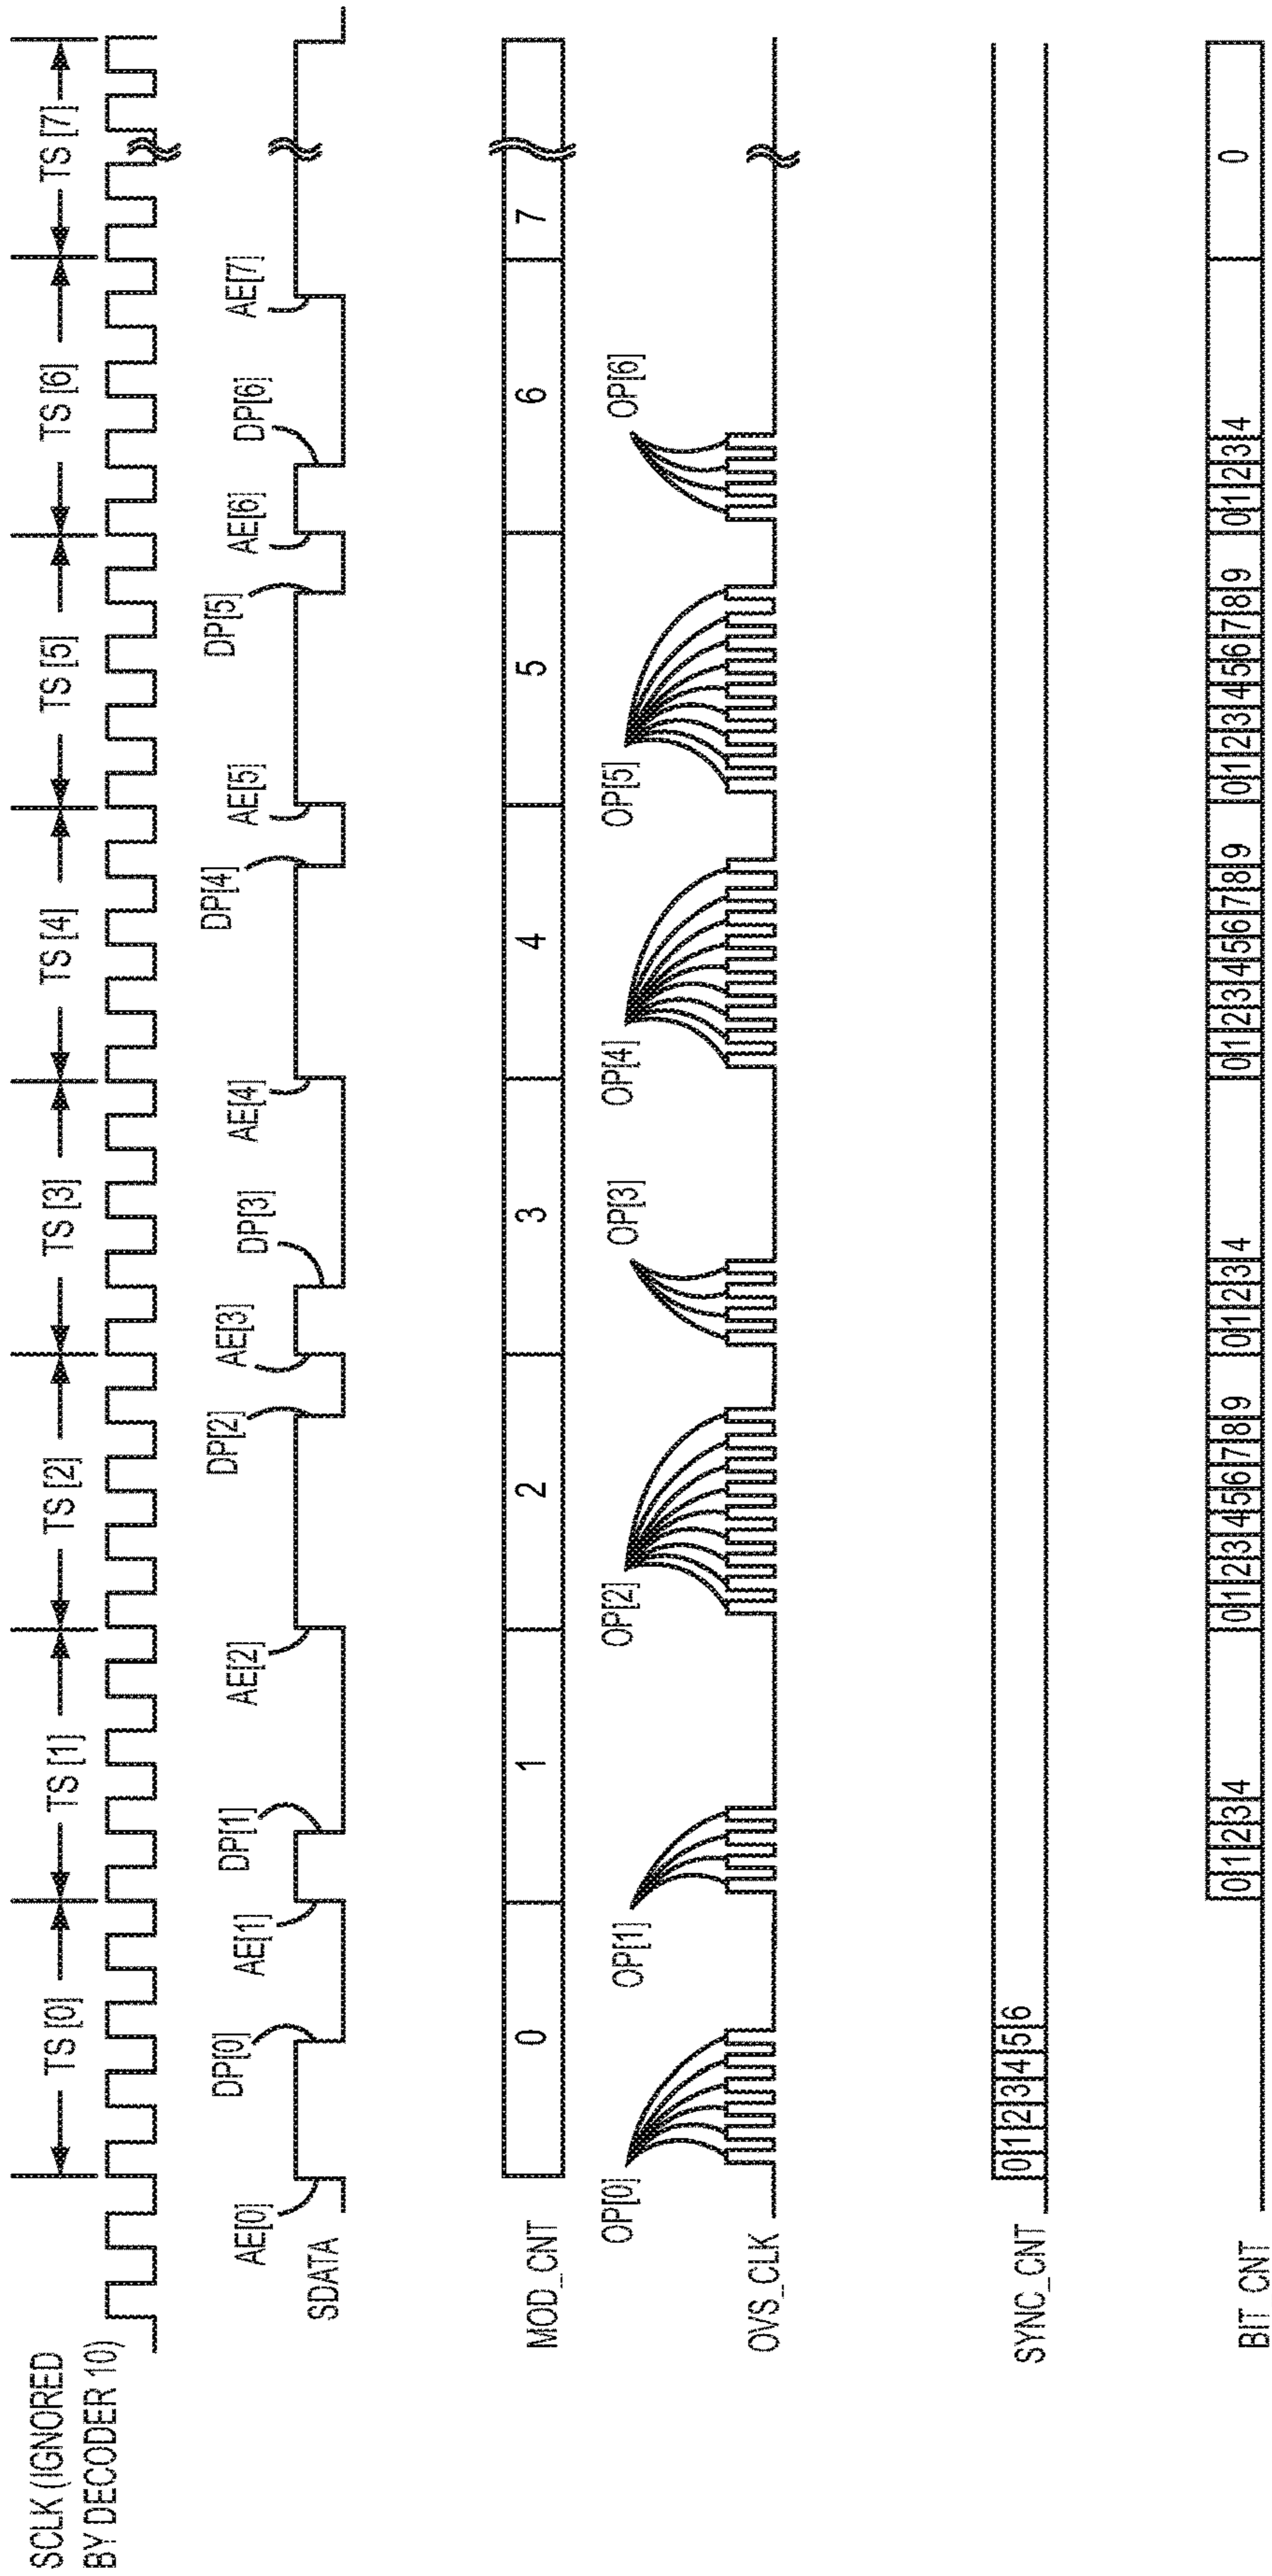 SCLK (IGNORED
BY DECODER 10)
TS [0] TS [1] TS [2] TS [3] TS [4] TS [5] TS [6] TS [7]
DP[0] DP[1] DP[2] DP[3] DP[4] DP[5] DP[6]
AE[0] AE[1] AE[2] AE[3] AE[4] AE[5] AE[6] AE[7]
SDATA
MOD_CNT 0 1 2 3 4 5 6 7
OP[0] OP[1] OP[2] OP[3] OP[4] OP[5] OP[6]
OVS_CLK
SYNC_CNT 0 1 2 3 4 5 6
BIT_CNT 0 1 2 3 4 0 1 2 3 4 5 6 7 8 9 0 1 2 3 4 0 1 2 3 4 5 6 7 8 9 0 1 2 3 4 5 6 7 8 9 0 1 2 3 4 0